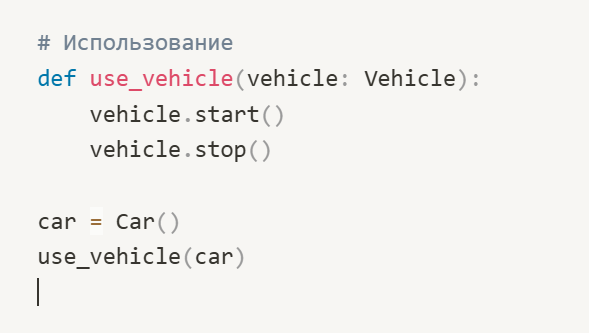 # Использование
def use_vehicle(vehicle: Vehicle):
    vehicle.start()
    vehicle.stop()

car = Car()
use_vehicle(car)